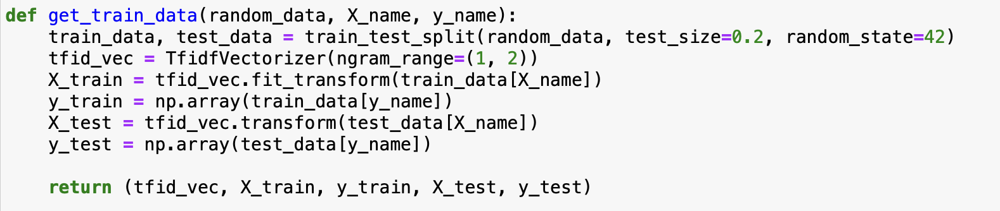 def get_train_data(random_data, X_name, y_name):
    train_data, test_data = train_test_split(random_data, test_size=0.2, random_state=42)
    tfid_vec = TfidfVectorizer(ngram_range=(1, 2))
    X_train = tfid_vec.fit_transform(train_data[X_name])
    y_train = np.array(train_data[y_name])
    X_test = tfid_vec.transform(test_data[X_name])
    y_test = np.array(test_data[y_name])

    return (tfid_vec, X_train, y_train, X_test, y_test)